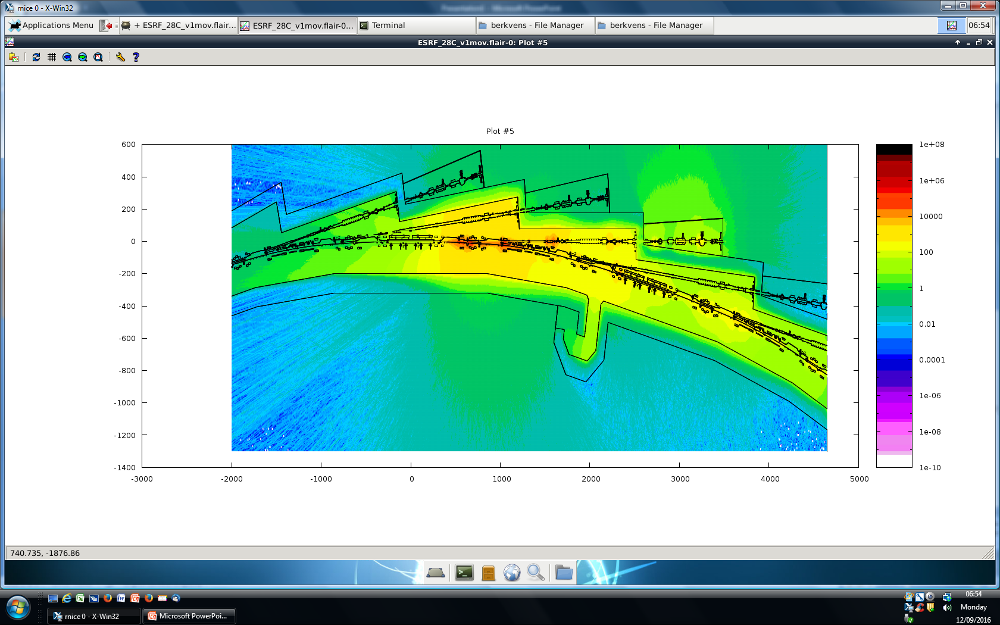 rnice 0 - X-Win32
Applications Menu
+ ESRF_28C_v1mov.flair...
ESRF_28C_v1mov.flair-0...
Terminal
berkvens - File Manager
berkvens - File Manager
06:54
ESRF_28C_v1mov.flair-0: Plot #5
Plot #5
600
400
200
0
-200
-400
-600
-800
-1000
-1200
-1400
-3000
-2000
-1000
0
1000
2000
3000
4000
5000
1e+08
1e+06
10000
100
1
0.01
0.0001
1e-06
1e-08
1e-10
740.735, -1876.86
rnice 0 - X-Win32
Microsoft PowerPoi...
06:54
Monday
12/09/2016